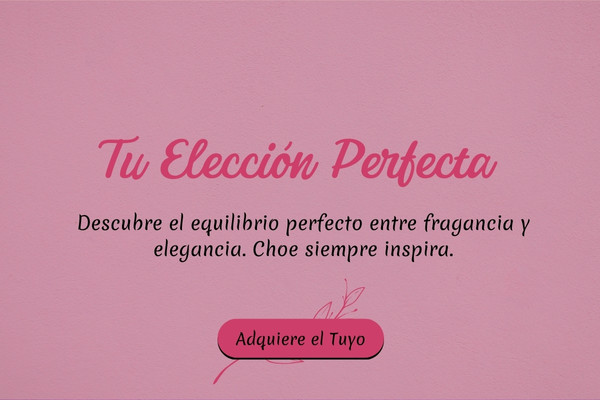 Tu Elección Perfecta
Descubre el equilibrio perfecto entre fragancia y
elegancia. Choe siempre inspira.
Adquiere el Tuyo